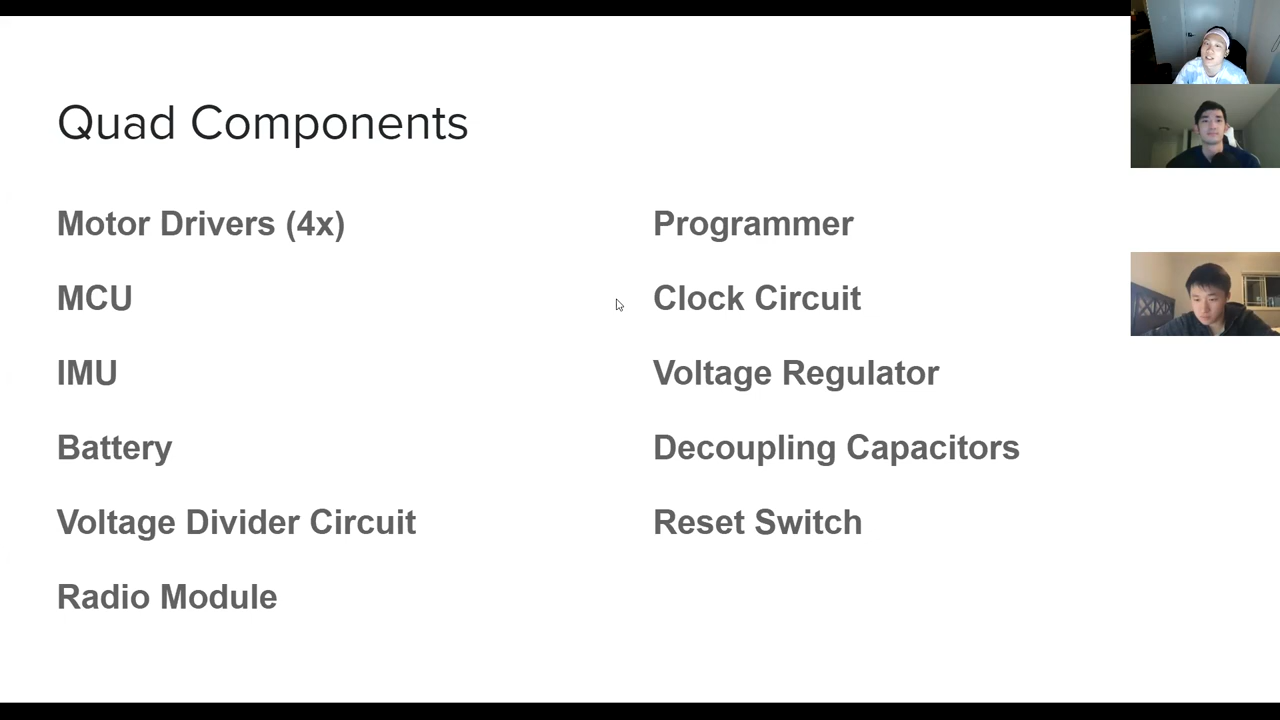 Quad Components
Motor Drivers (4x)
MCU
IMU
Battery
Voltage Divider Circuit
Radio Module
Programmer
Clock Circuit
Voltage Regulator
Decoupling Capacitors
Reset Switch